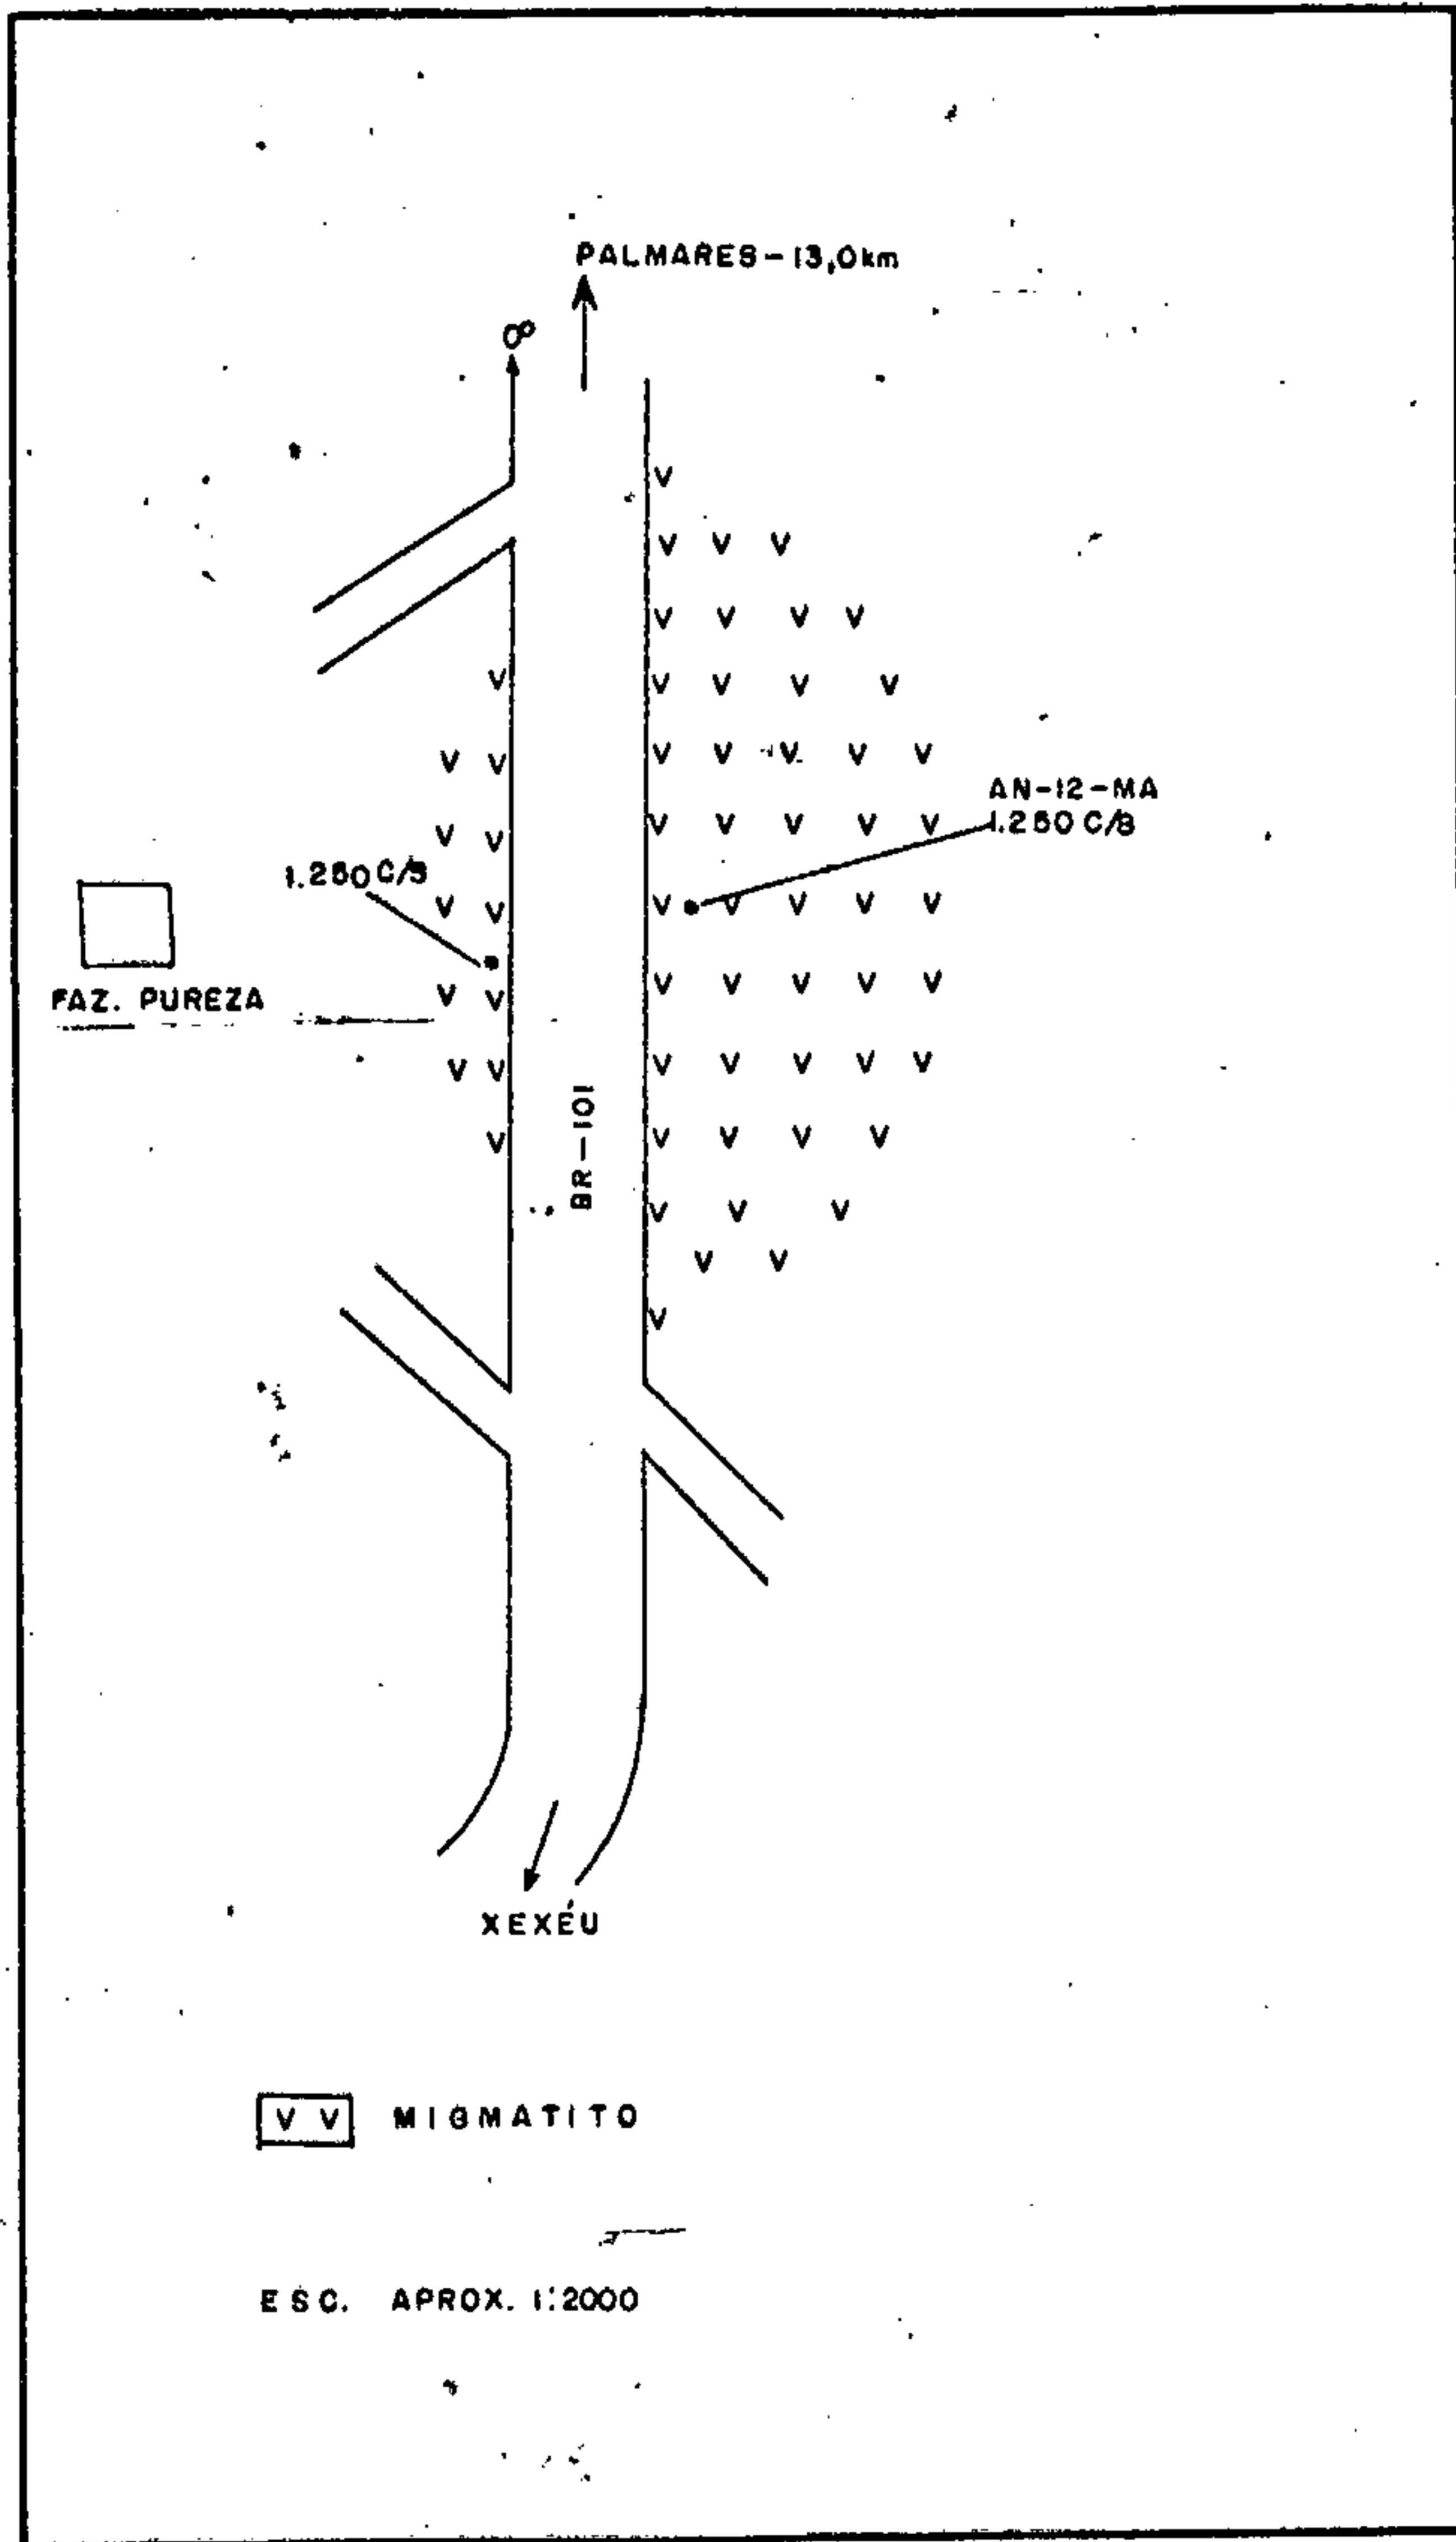 PALMARES-13,0km
AN-12-MA
1.250 C/S
1.250 C/S
FAZ. PUREZA
BR-101
XEXÉU
V V MIGMATITO
ESC. APROX. 1:2000